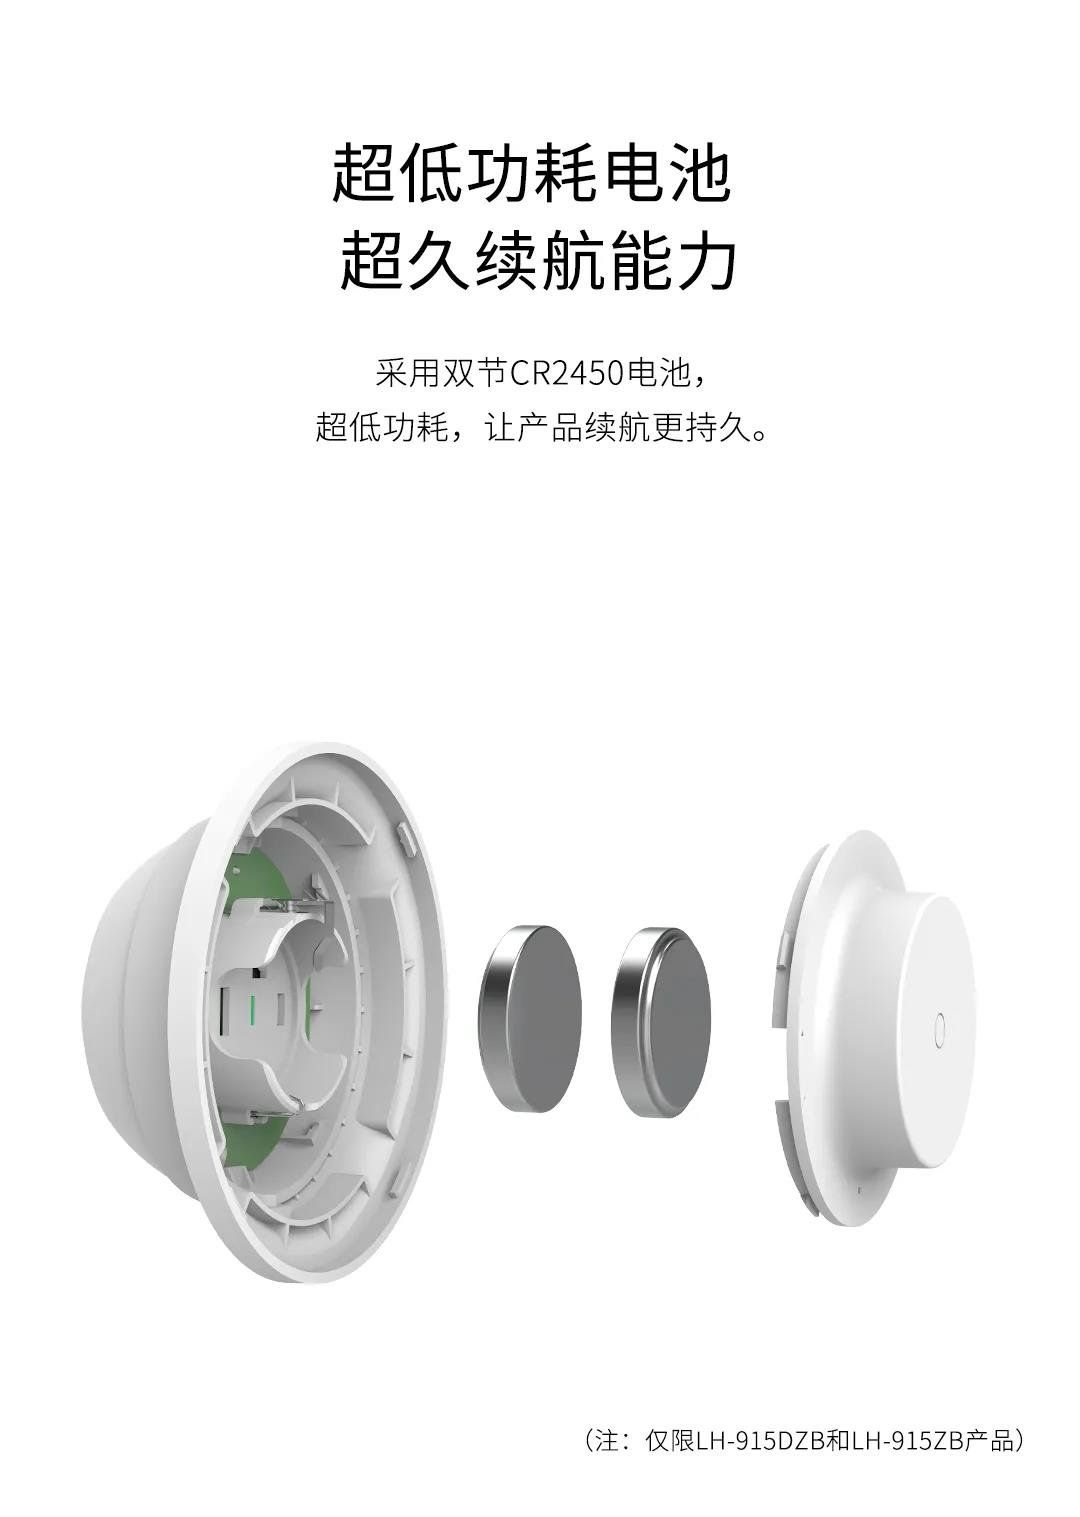 超低功耗电池
超久续航能力
采用双节CR2450电池，
超低功耗，让产品续航更持久。
（注：仅限LH-915DZB和LH-915ZB产品）